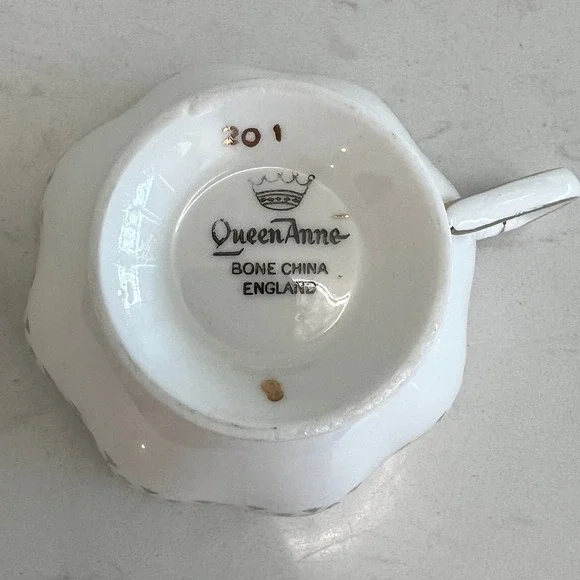 201
Queen Anne
BONE CHINA
ENGLAND